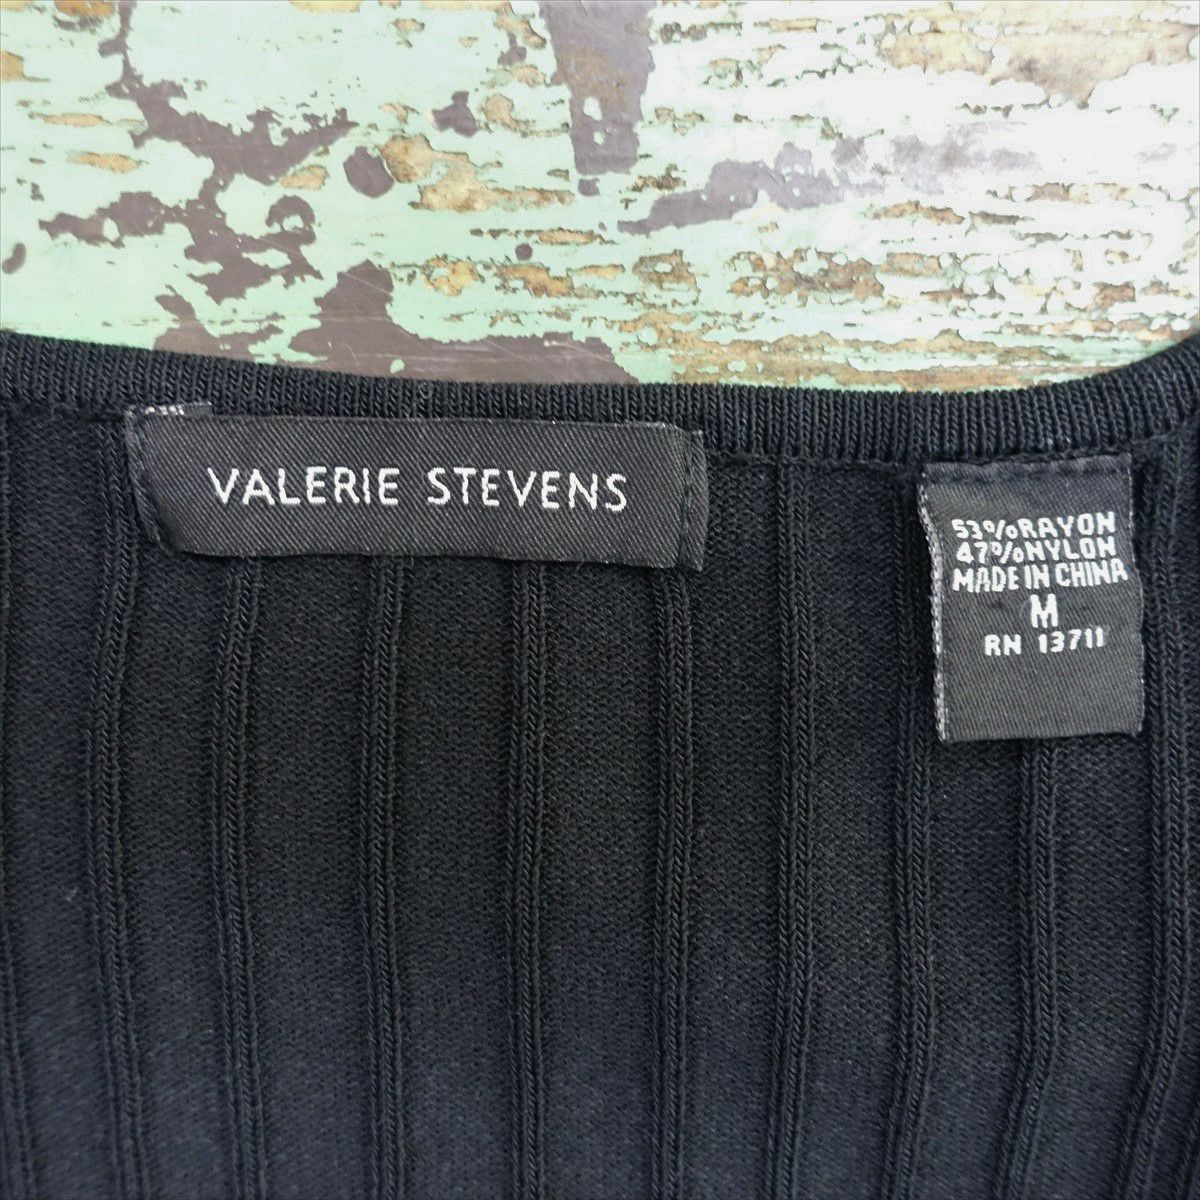 VALERIE STEVENS
53%RAYON
47%NYLON
MADE IN CHINA
M
RN 13711